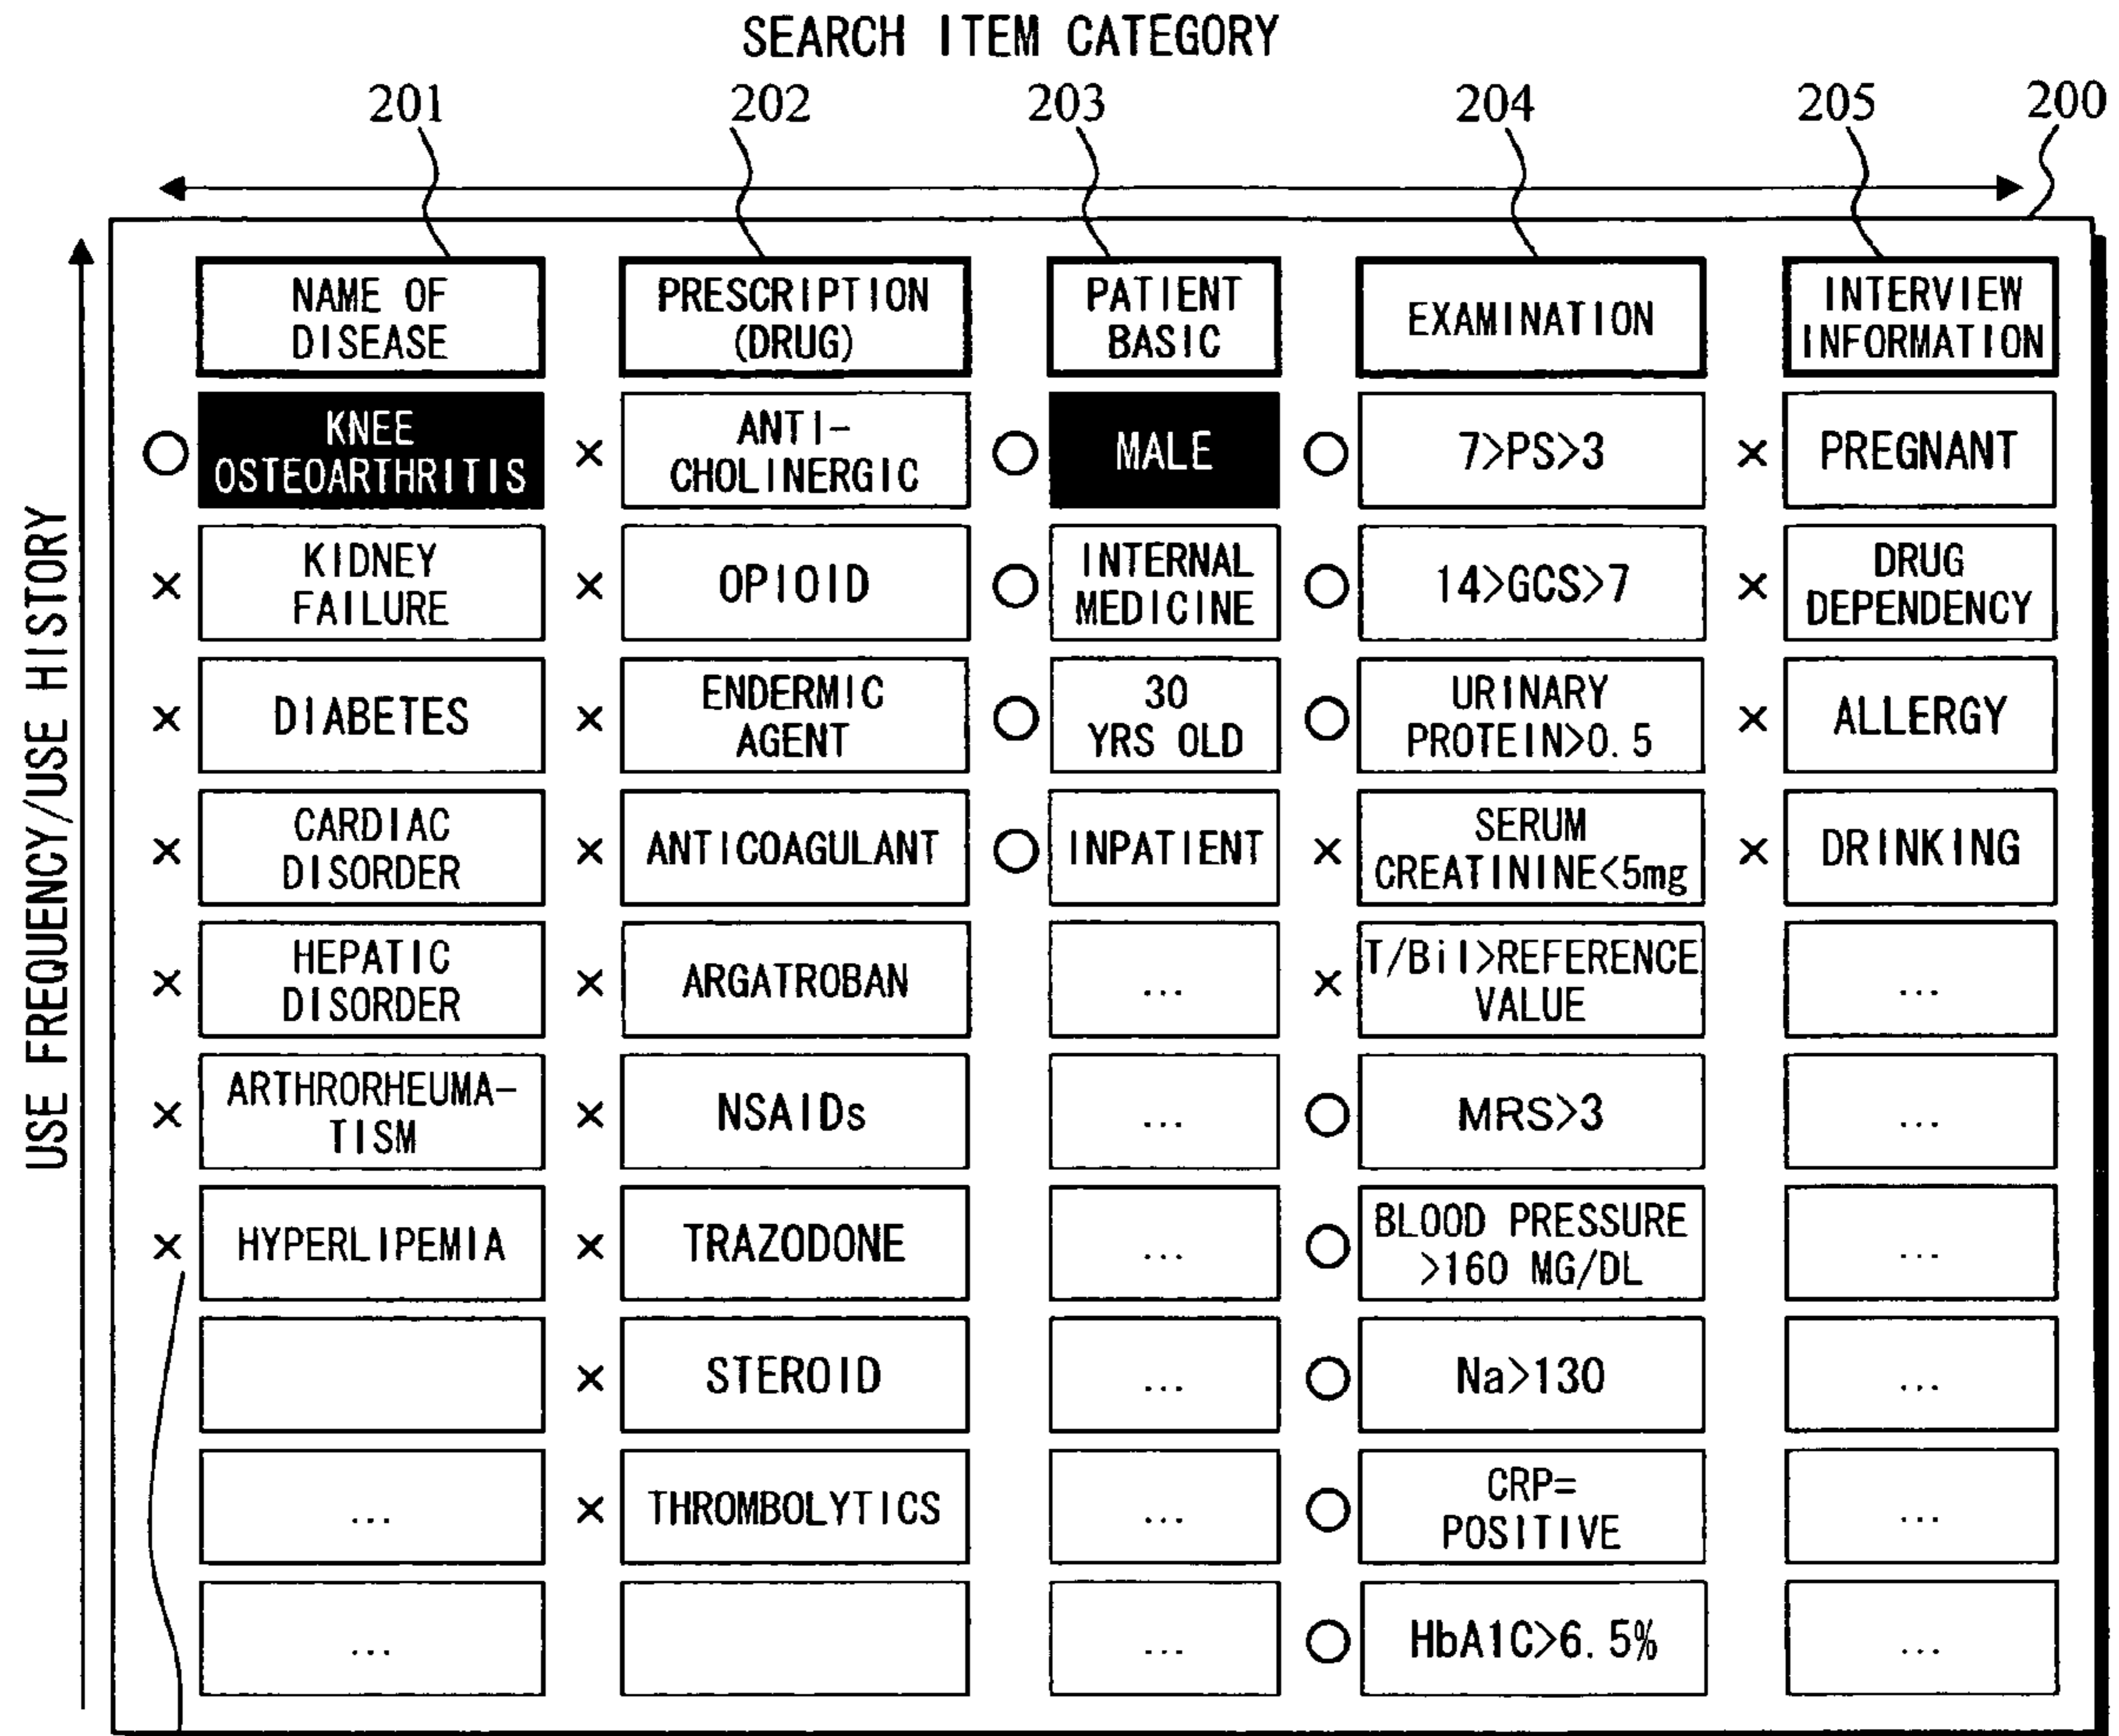 SEARCH ITEM CATEGORY
201 202 203 204 205 200
USE FREQUENCY/USE HISTORY
NAME OF
DISEASE
PRESCRIPTION
(DRUG)
PATIENT
BASIC
EXAMINATION
INTERVIEW
INFORMATION
○ KNEE
OSTEOARTHRITIS
× ANTI-
CHOLINERGIC
○ MALE
○ 7>PS>3
× PREGNANT
× KIDNEY
FAILURE
× OPIOID
○ INTERNAL
MEDICINE
○ 14>GCS>7
× DRUG
DEPENDENCY
× DIABETES
× ENDERMIC
AGENT
○ 30
YRS OLD
○ URINARY
PROTEIN>0.5
× ALLERGY
× CARDIAC
DISORDER
× ANTICOAGULANT
○ INPATIENT
× SERUM
CREATININE<5mg
× DRINKING
× HEPATIC
DISORDER
× ARGATROBAN
...
× T/Bil>REFERENCE
VALUE
...
× ARTHRORHEUMA-
TISM
× NSAIDs
...
○ MRS>3
...
× HYPERLIPEMIA
× TRAZODONE
...
○ BLOOD PRESSURE
>160 MG/DL
...
× STEROID
...
○ Na>130
...
...
× THROMBOLYTICS
...
○ CRP=
POSITIVE
...
...
...
○ HbA1C>6.5%
...